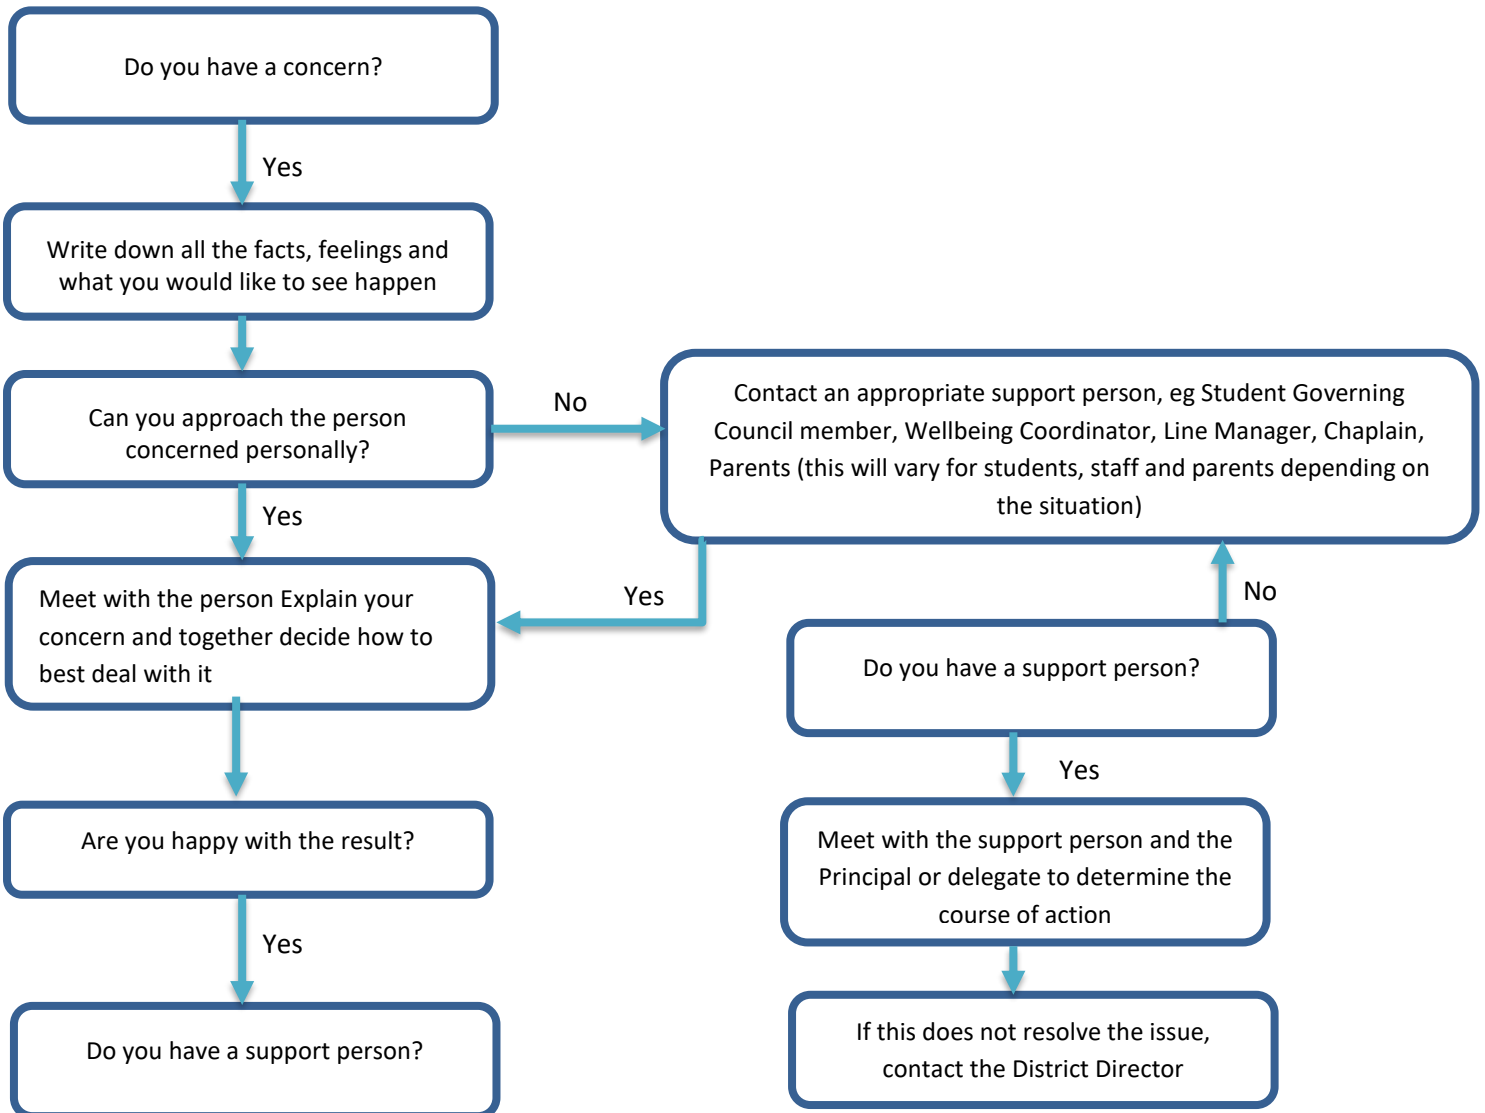 Do you have a concern?
Yes
Write down all the facts, feelings and
what you would like to see happen
Can you approach the person
concerned personally?
No
Contact an appropriate support person, eg Student Governing
Council member, Wellbeing Coordinator, Line Manager, Chaplain,
Parents (this will vary for students, staff and parents depending on
the situation)
Yes
Meet with the person Explain your
concern and together decide how to
best deal with it
Yes
No
Do you have a support person?
Yes
Are you happy with the result?
Meet with the support person and the
Principal or delegate to determine the
course of action
Yes
Do you have a support person?
If this does not resolve the issue,
contact the District Director